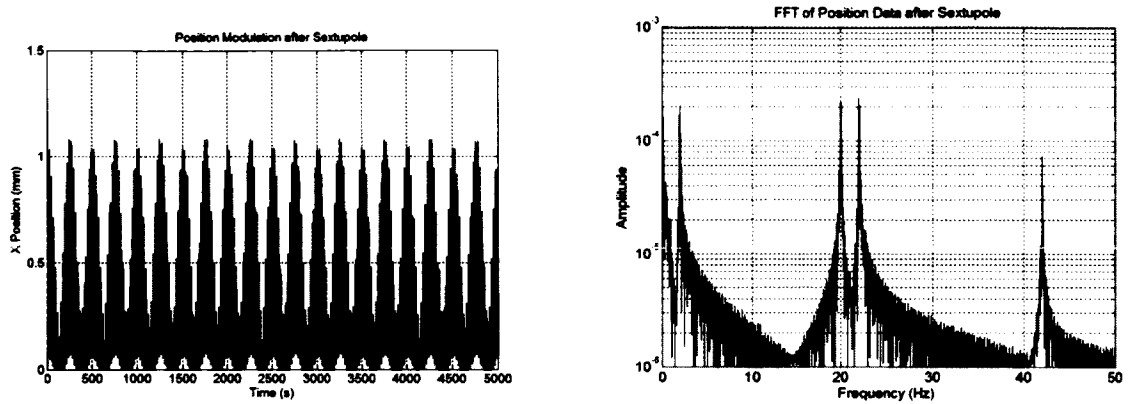 Position Modulation after Sextupole
1.5
1
0.5
0
X Position (mm)
0 500 1000 1500 2000 2500 3000 3500 4000 4500 5000
Time (s)
FFT of Position Data after Sextupole
10^-3
10^-4
10^-5
10^-6
Amplitude
0 10 20 30 40 50
Frequency (Hz)